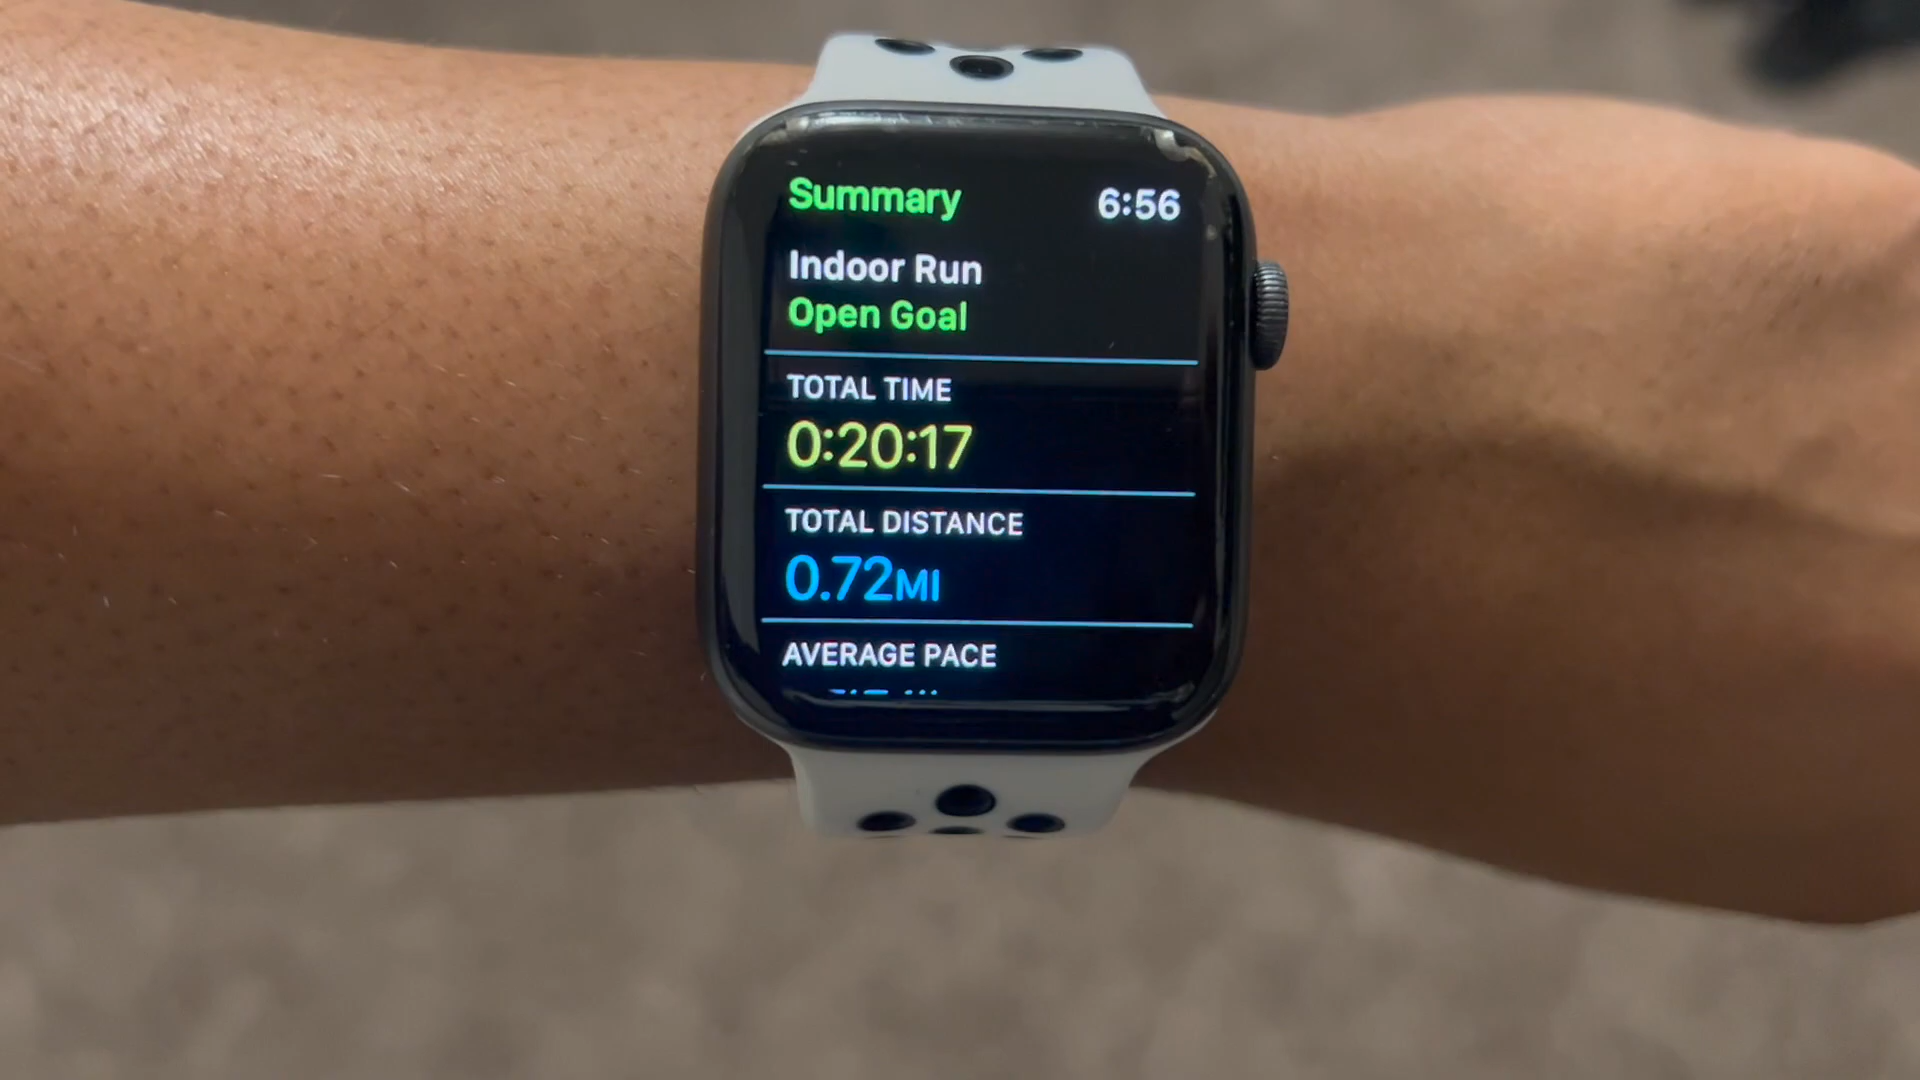 Summary 6:56
Indoor Run
Open Goal
TOTAL TIME
0:20:17
TOTAL DISTANCE
0.72MI
AVERAGE PACE